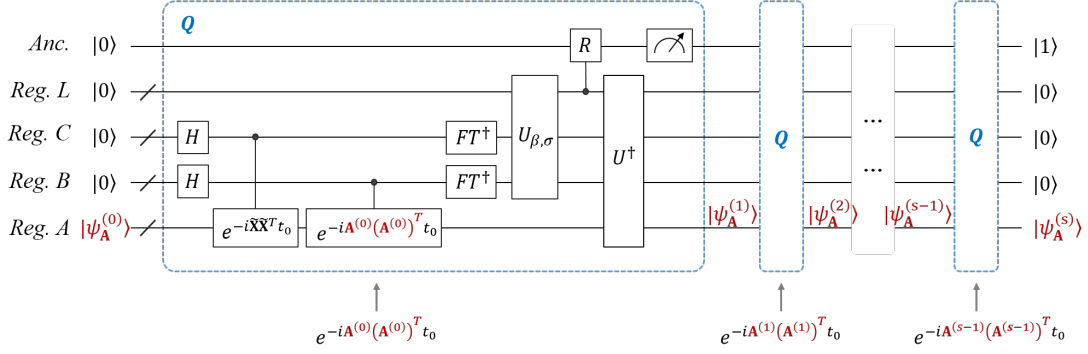 Q
Anc. |0⟩ R |1⟩
Reg. L |0⟩ |0⟩
Reg. C |0⟩ H FT† U_{β,σ} U† ... Q Q |0⟩
Reg. B |0⟩ H FT† ... |0⟩
Reg. A |ψ_𝐀^{(0)}⟩ e^{-i𝐗̃𝐗̃^T t_0} e^{-i𝐀^{(0)}(𝐀^{(0)})^T t_0} |ψ_𝐀^{(1)}⟩ |ψ_𝐀^{(2)}⟩ |ψ_𝐀^{(s-1)}⟩ |ψ_𝐀^{(s)}⟩
e^{-i𝐀^{(0)}(𝐀^{(0)})^T t_0} e^{-i𝐀^{(1)}(𝐀^{(1)})^T t_0} e^{-i𝐀^{(s-1)}(𝐀^{(s-1)})^T t_0}